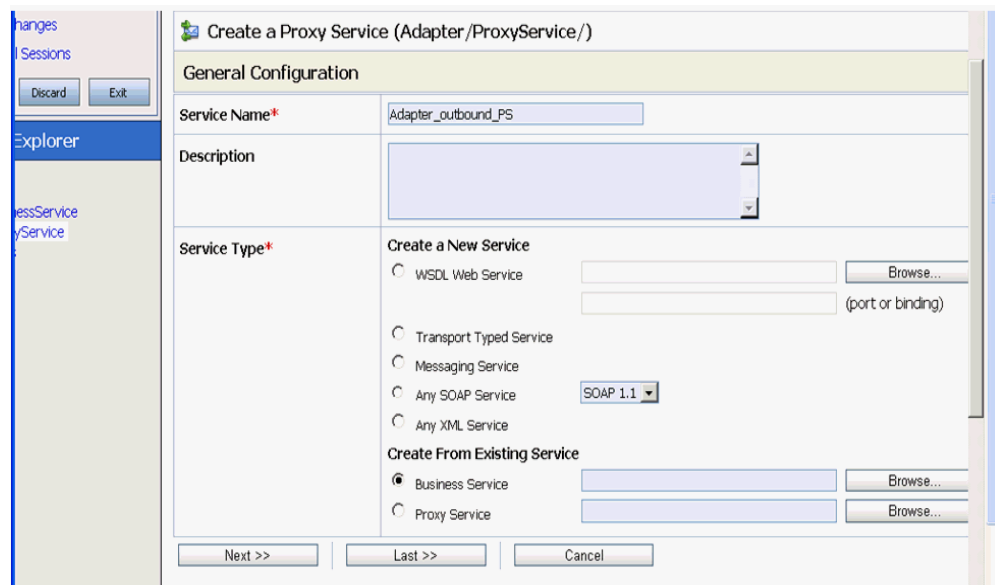 hanges
l Sessions
Discard Exit
Explorer
essService
yService
Create a Proxy Service (Adapter/ProxyService/)
General Configuration
Service Name* Adapter_outbound_PS
Description
Service Type* Create a New Service
WSDL Web Service Browse...
(port or binding)
Transport Typed Service
Messaging Service
Any SOAP Service SOAP 1.1
Any XML Service
Create From Existing Service
Business Service Browse...
Proxy Service Browse...
Next >> Last >> Cancel